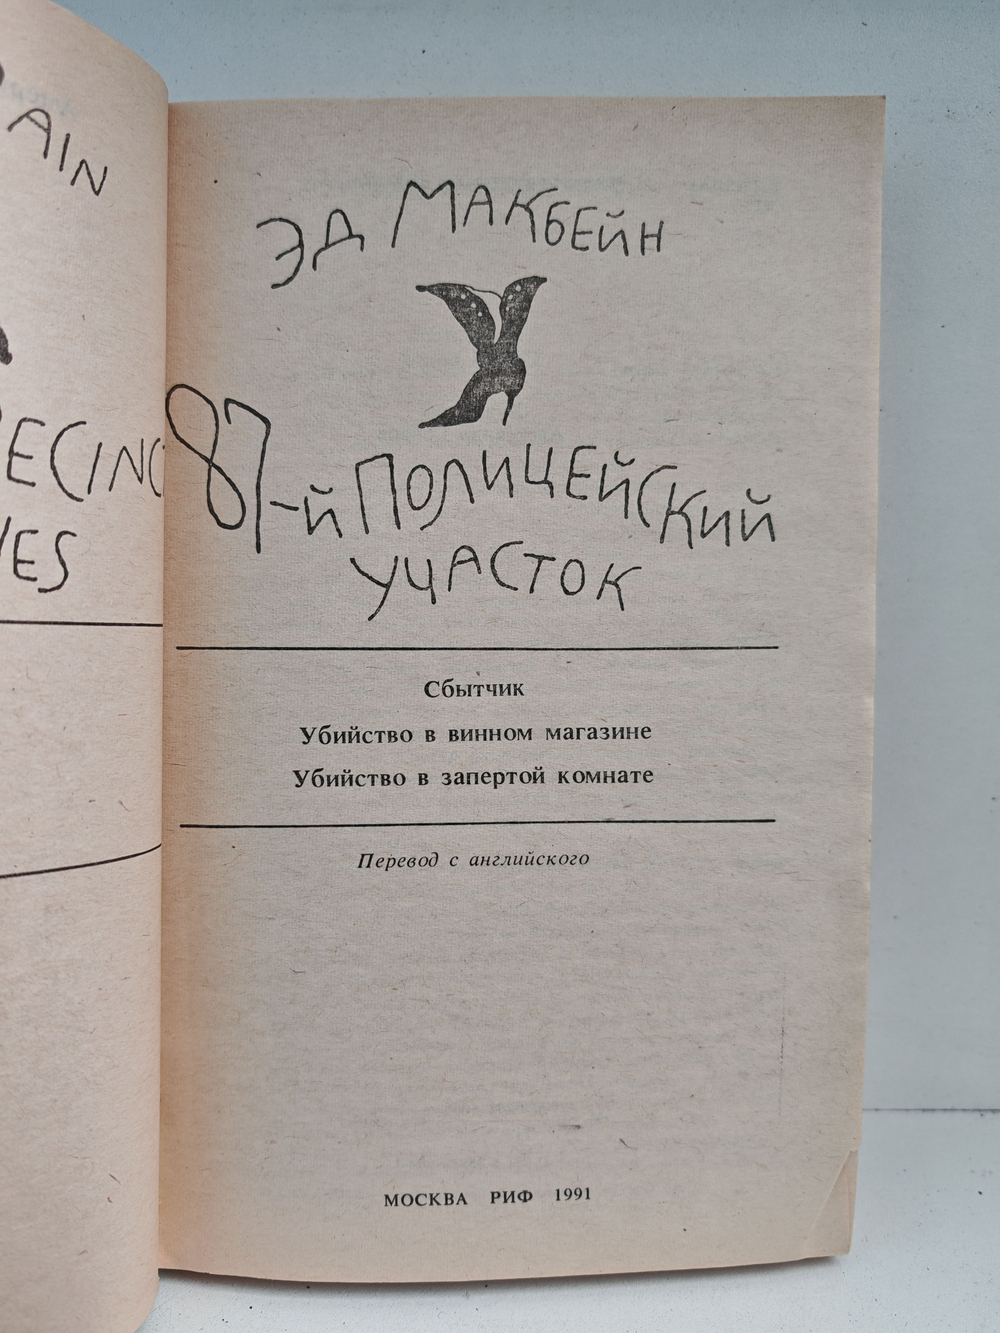 AIN
ECINC
ES
ЭД МАКБЕЙН
87-Й ПОЛИЦЕЙСКИЙ
УЧАСТОК
Сбытчик
Убийство в винном магазине
Убийство в запертой комнате
Перевод с английского
МОСКВА РИФ 1991